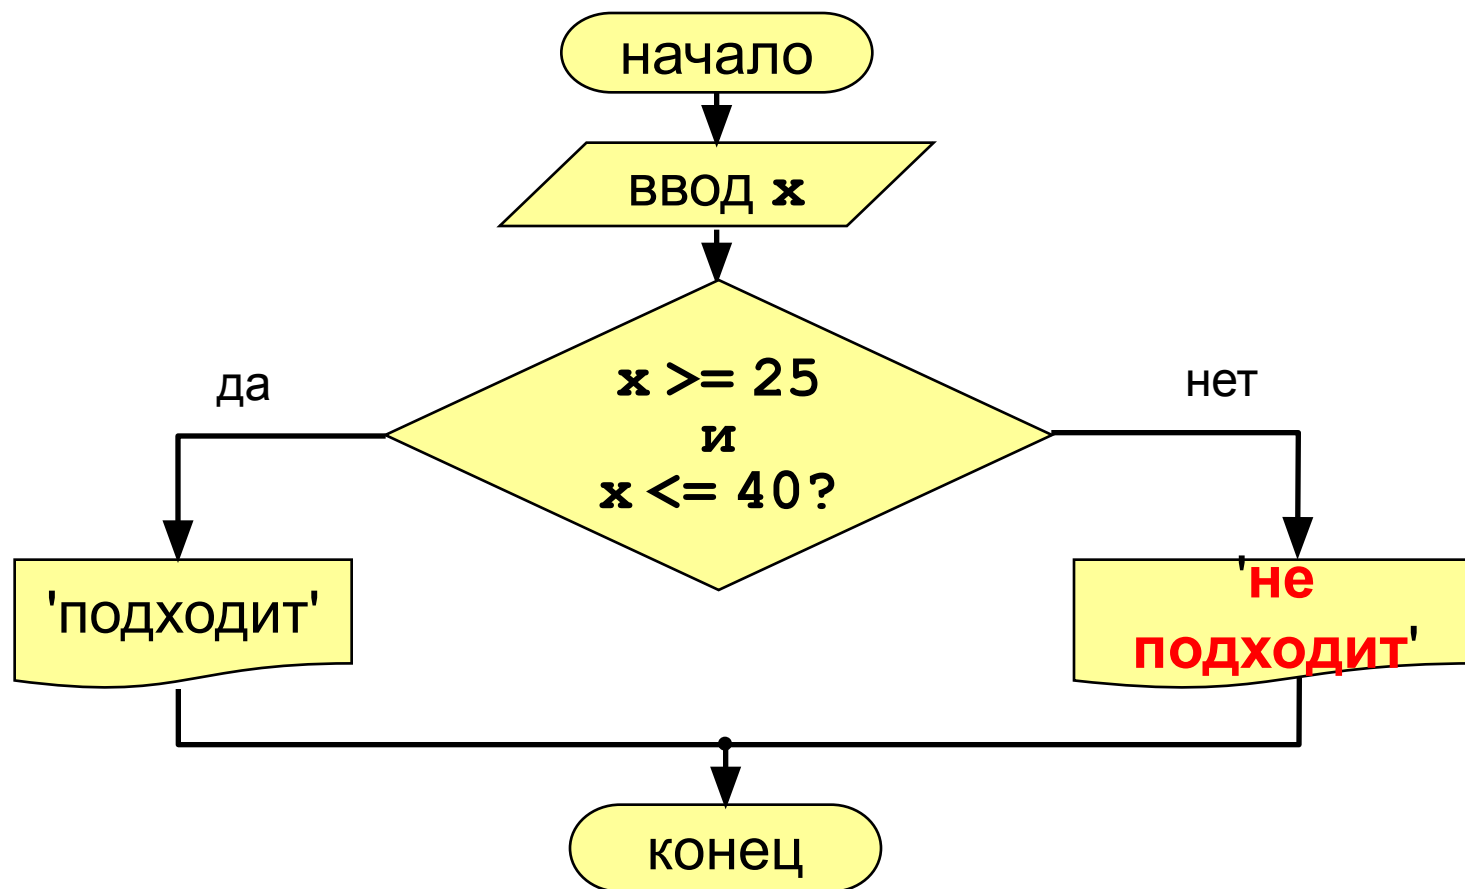 начало
ввод x
x >= 25
и
x <= 40?
да
нет
'подходит'
'не
подходит'
конец